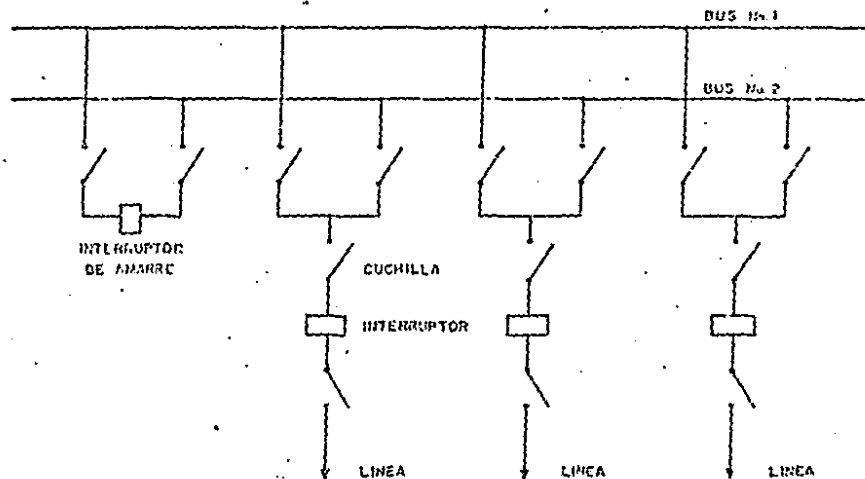 BUS No.1
BUS No.2
INTERRUPTOR
DE AMARRE
CUCHILLA
INTERRUPTOR
LINEA
LINEA
LINEA